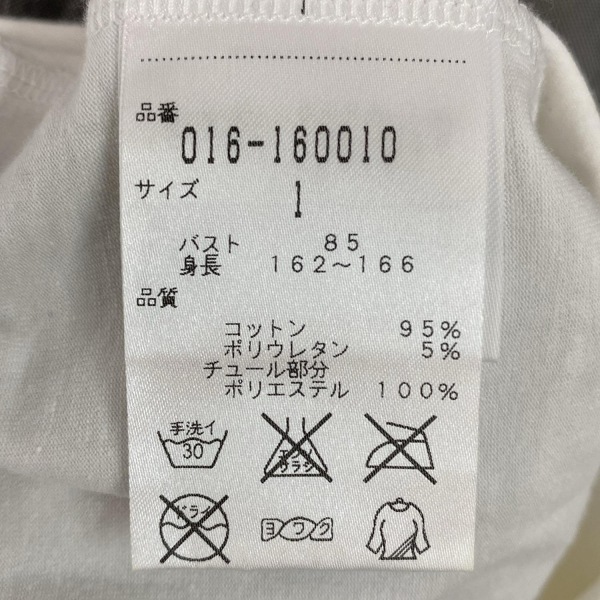 品番
016-160010
サイズ
1
バスト 85
身長 162～166
品質
コットン 95%
ポリウレタン 5%
チュール部分
ポリエステル 100%
手洗イ
30
エンソ
サラシ
ドライ
ヨワク